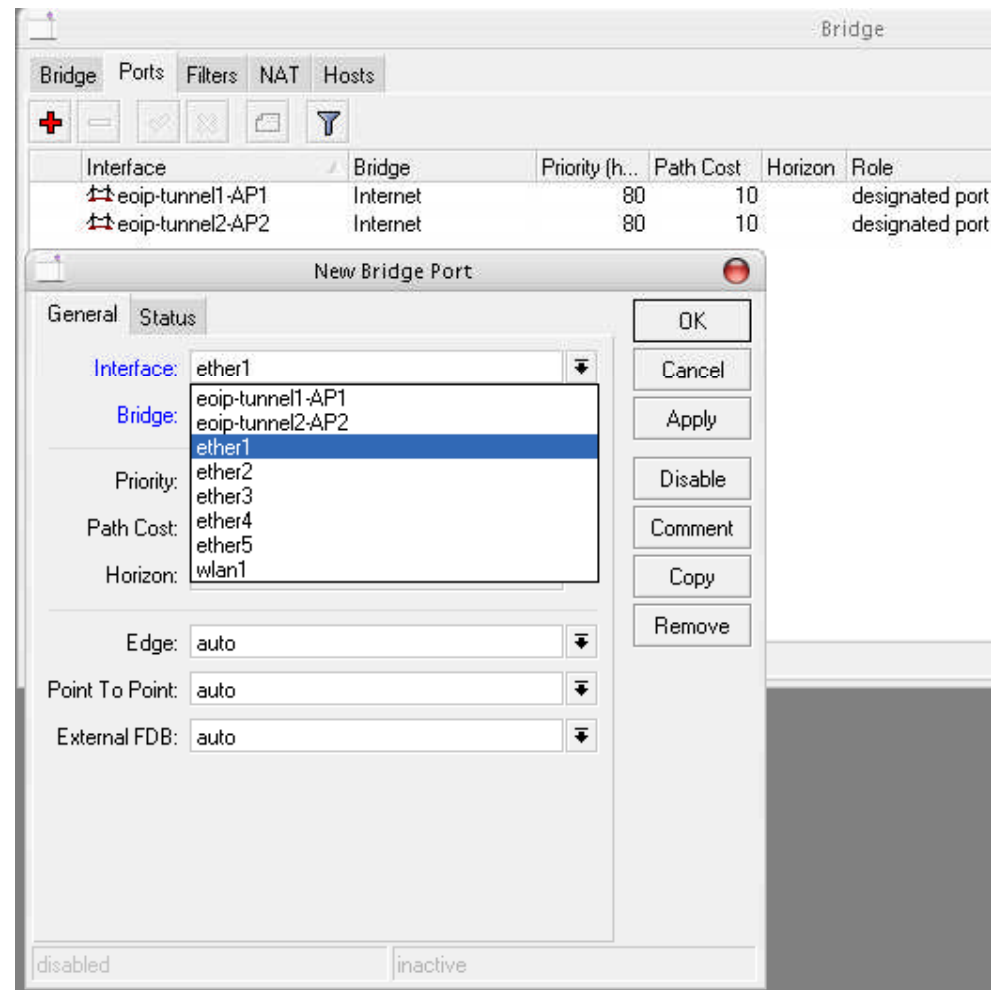 Bridge
Bridge Ports Filters NAT Hosts
Interface Bridge Priority (h... Path Cost Horizon Role
eoip-tunnel1-AP1 Internet 80 10 designated port
eoip-tunnel2-AP2 Internet 80 10 designated port
New Bridge Port
General Status
OK
Interface: ether1
Cancel
eoip-tunnel1-AP1
Bridge: eoip-tunnel2-AP2
Apply
ether1
Priority: ether2
Disable
ether3
Path Cost: ether4
Comment
ether5
Horizon: wlan1
Copy
Remove
Edge: auto
Point To Point: auto
External FDB: auto
disabled inactive